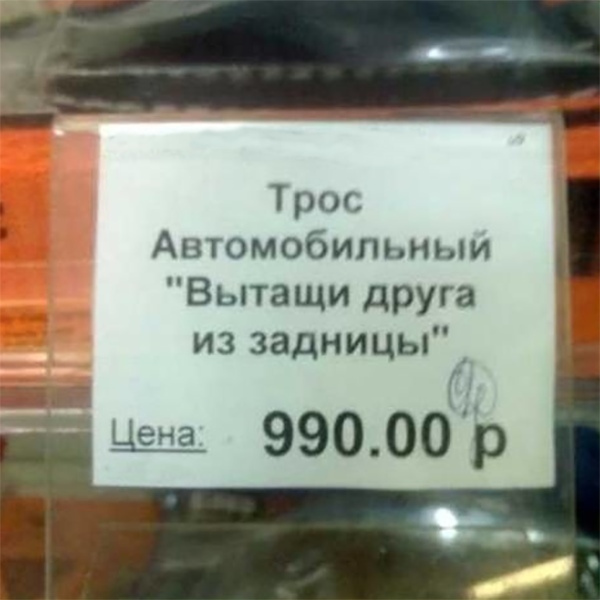 Трос
Автомобильный
"Вытащи друга
из задницы"
Цена: 990.00 р